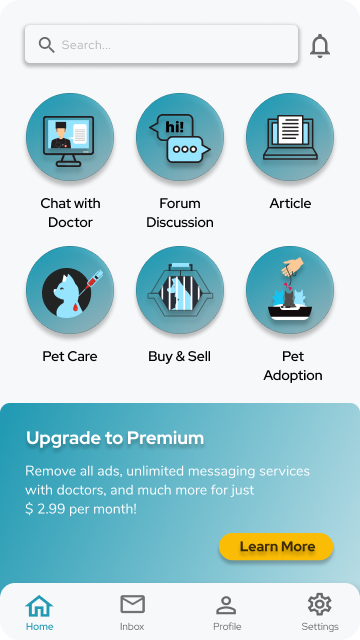 Search...
hi!
Chat with
Doctor
Forum
Discussion
Article
Pet Care
Buy & Sell
Pet
Adoption
Upgrade to Premium
Remove all ads, unlimited messaging services
with doctors, and much more for just
$ 2.99 per month!
Learn More
Home
Inbox
Profile
Settings